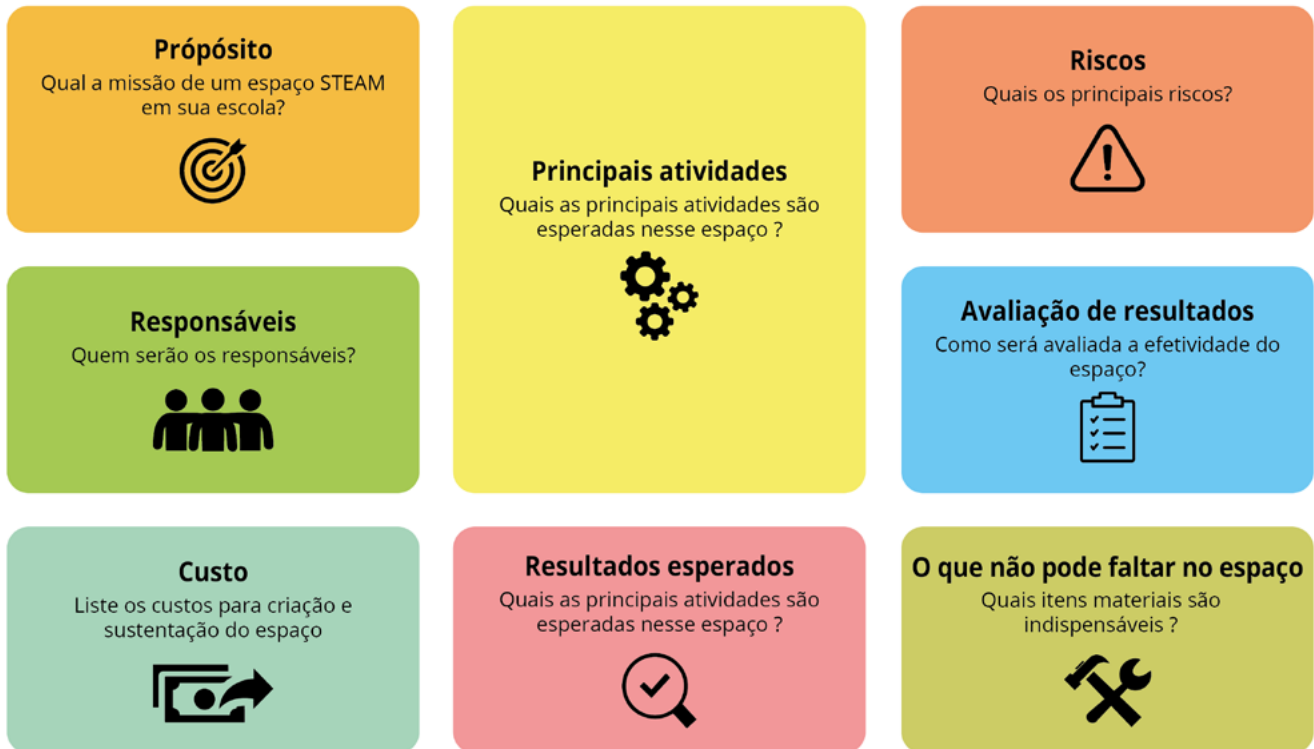 Própósito
Qual a missão de um espaço STEAM
em sua escola?
Principais atividades
Quais as principais atividades são
esperadas nesse espaço ?
Riscos
Quais os principais riscos?
Responsáveis
Quem serão os responsáveis?
Avaliação de resultados
Como será avaliada a efetividade do
espaço?
Custo
Liste os custos para criação e
sustentação do espaço
Resultados esperados
Quais as principais atividades são
esperadas nesse espaço ?
O que não pode faltar no espaço
Quais itens materiais são
indispensáveis ?